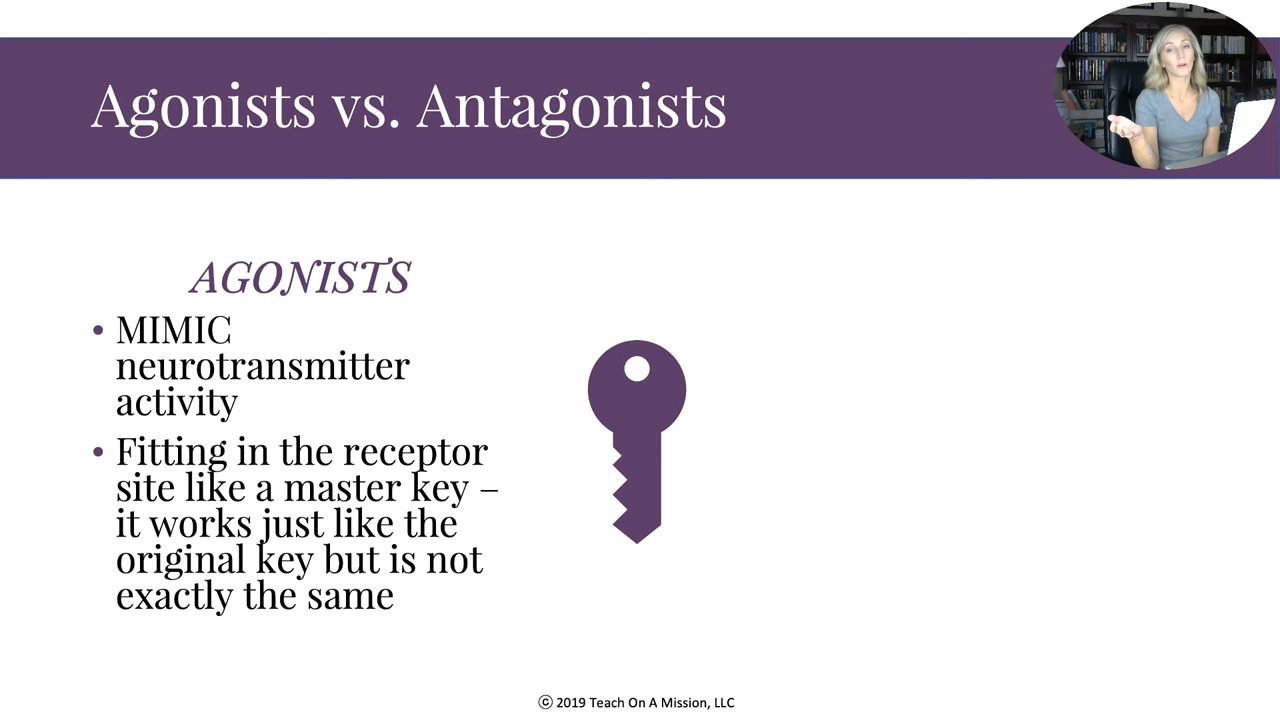 Agonists vs. Antagonists
AGONISTS
• MIMIC
neurotransmitter
activity
• Fitting in the receptor
site like a master key –
it works just like the
original key but is not
exactly the same
ⓒ 2019 Teach On A Mission, LLC